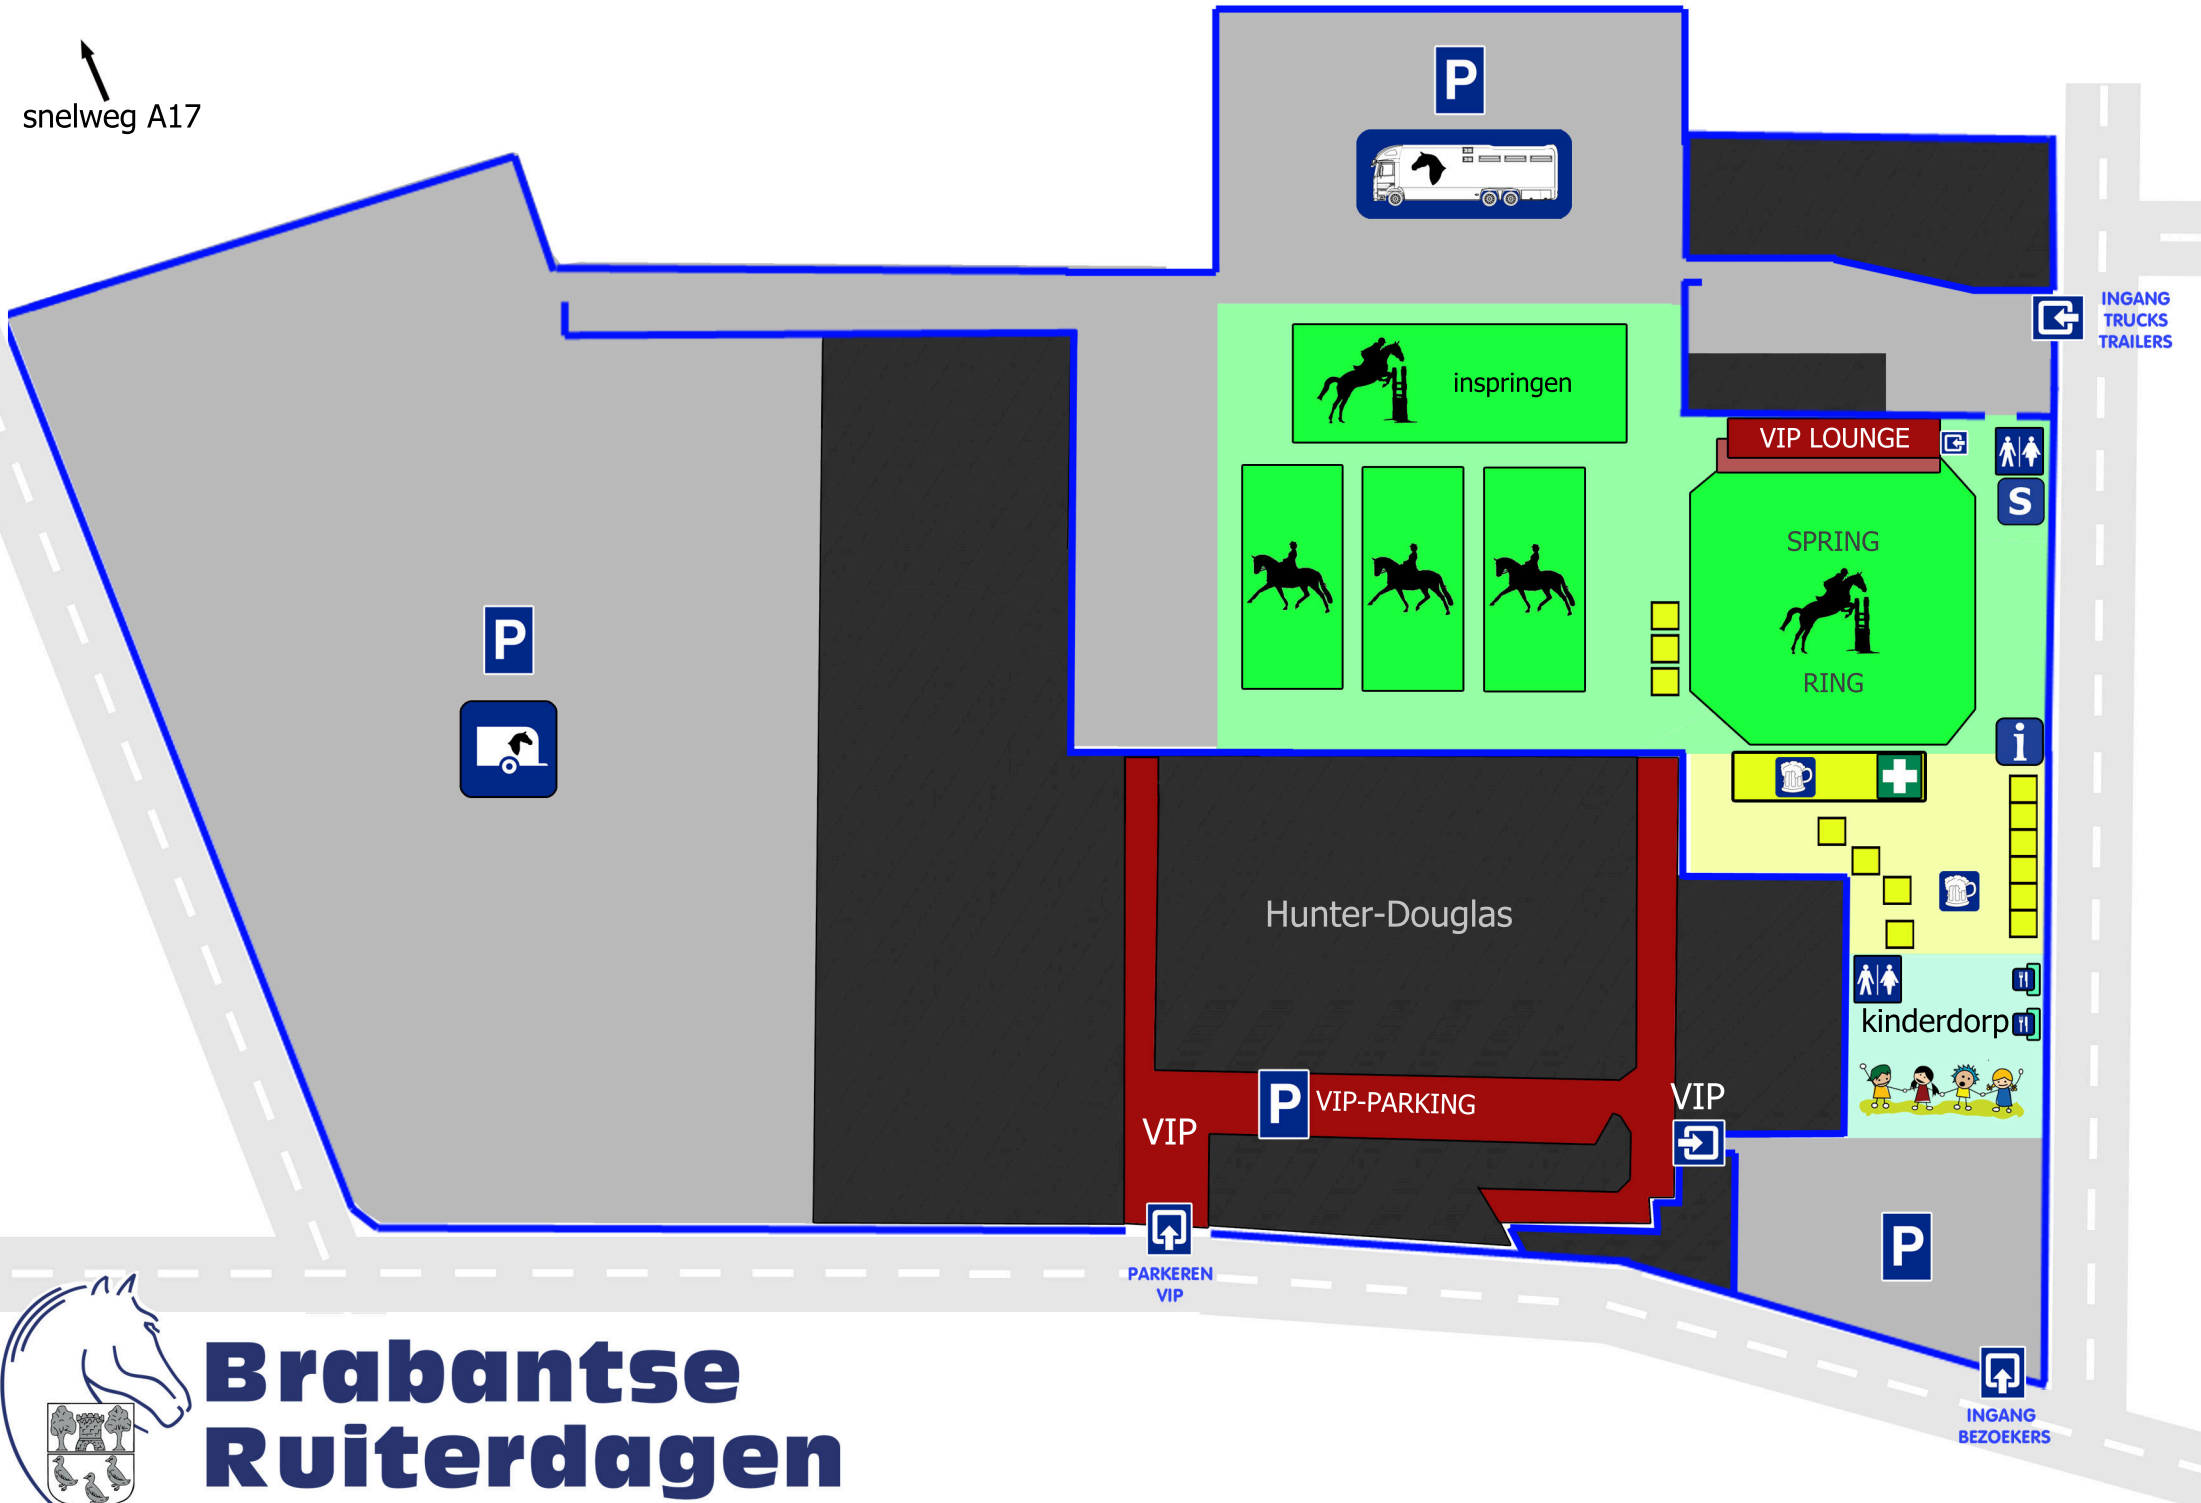 snelweg A17
P
INGANG
TRUCKS
TRAILERS
inspringen
VIP LOUNGE
S
SPRING
RING
P
i
Hunter-Douglas
kinderdorp
P
VIP-PARKING
VIP
VIP
P
PARKEREN
VIP
INGANG
BEZOEKERS
Brabantse
Ruiterdagen